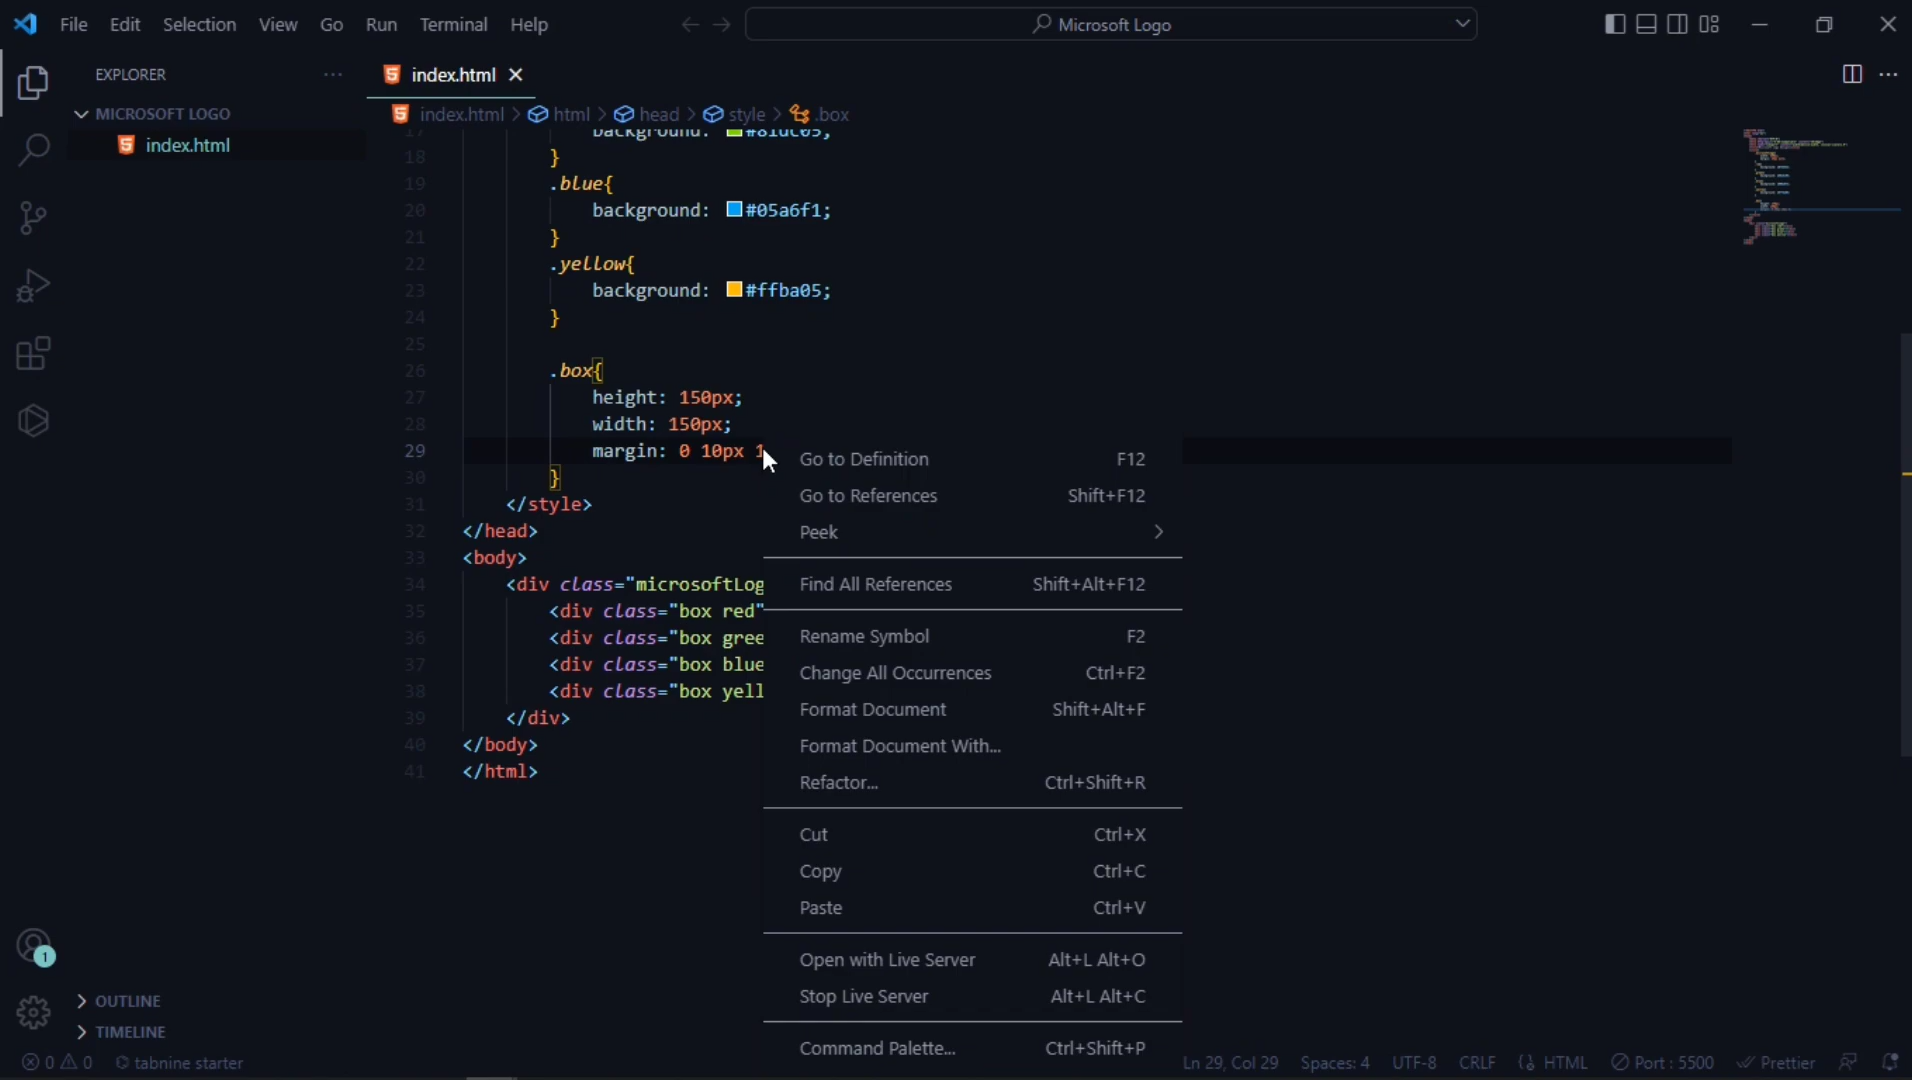 File Edit Selection View Go Run Terminal Help
Microsoft Logo
EXPLORER
MICROSOFT LOGO
index.html
index.html
index.html > html > head > style > .box
17 background: #81dc05;
18 }
19 .blue{
20 background: #05a6f1;
21 }
22 .yellow{
23 background: #ffba05;
24 }
25
26 .box{
27 height: 150px;
28 width: 150px;
29 margin: 0 10px 1
30 }
31 </style>
32 </head>
33 <body>
34 <div class="microsoftLog
35 <div class="box red"
36 <div class="box gree
37 <div class="box blue
38 <div class="box yell
39 </div>
40 </body>
41 </html>
Go to Definition F12
Go to References Shift+F12
Peek
Find All References Shift+Alt+F12
Rename Symbol F2
Change All Occurrences Ctrl+F2
Format Document Shift+Alt+F
Format Document With...
Refactor... Ctrl+Shift+R
Cut Ctrl+X
Copy Ctrl+C
Paste Ctrl+V
Open with Live Server Alt+L Alt+O
Stop Live Server Alt+L Alt+C
Command Palette... Ctrl+Shift+P
1
OUTLINE
TIMELINE
0 0 tabnine starter
Ln 29, Col 29 Spaces: 4 UTF-8 CRLF {} HTML Port : 5500 Prettier